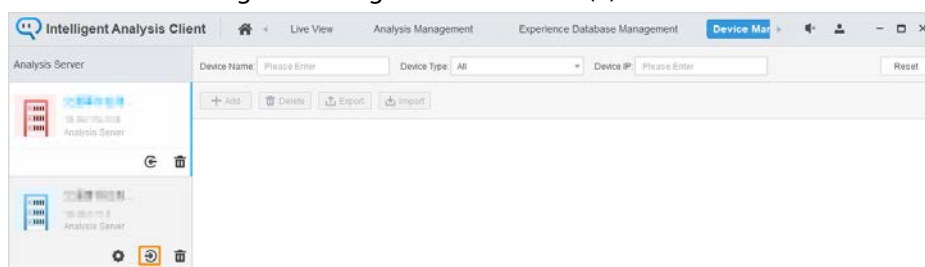 Intelligent Analysis Client
Live View
Analysis Management
Experience Database Management
Device Mar
Analysis Server
Device Name: Please Enter
Device Type: All
Device IP: Please Enter
Reset
+ Add
Delete
Export
Import
Analysis Server
Analysis Server